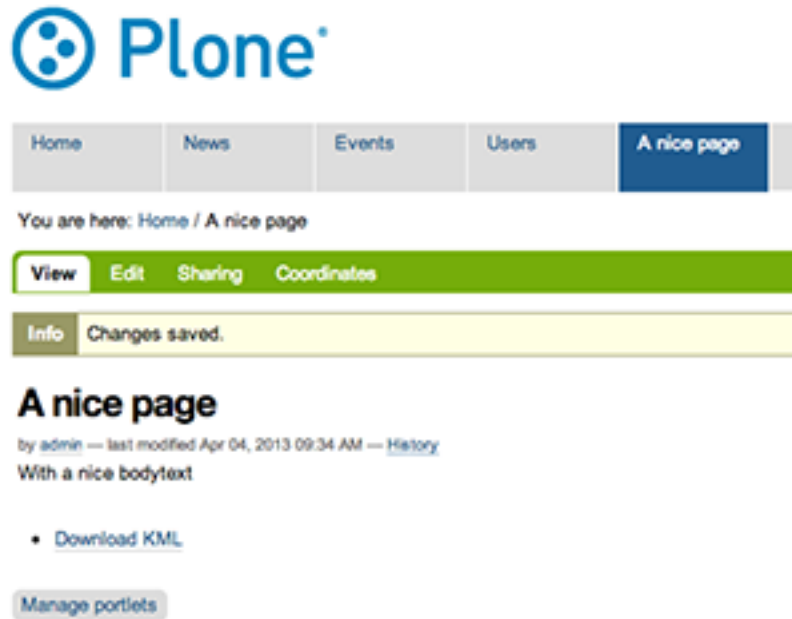 Plone
Home News Events Users A nice page
You are here: Home / A nice page
View Edit Sharing Coordinates
Info Changes saved.
A nice page
by admin — last modified Apr 04, 2013 09:34 AM — History
With a nice bodytext
• Download KML
Manage portlets